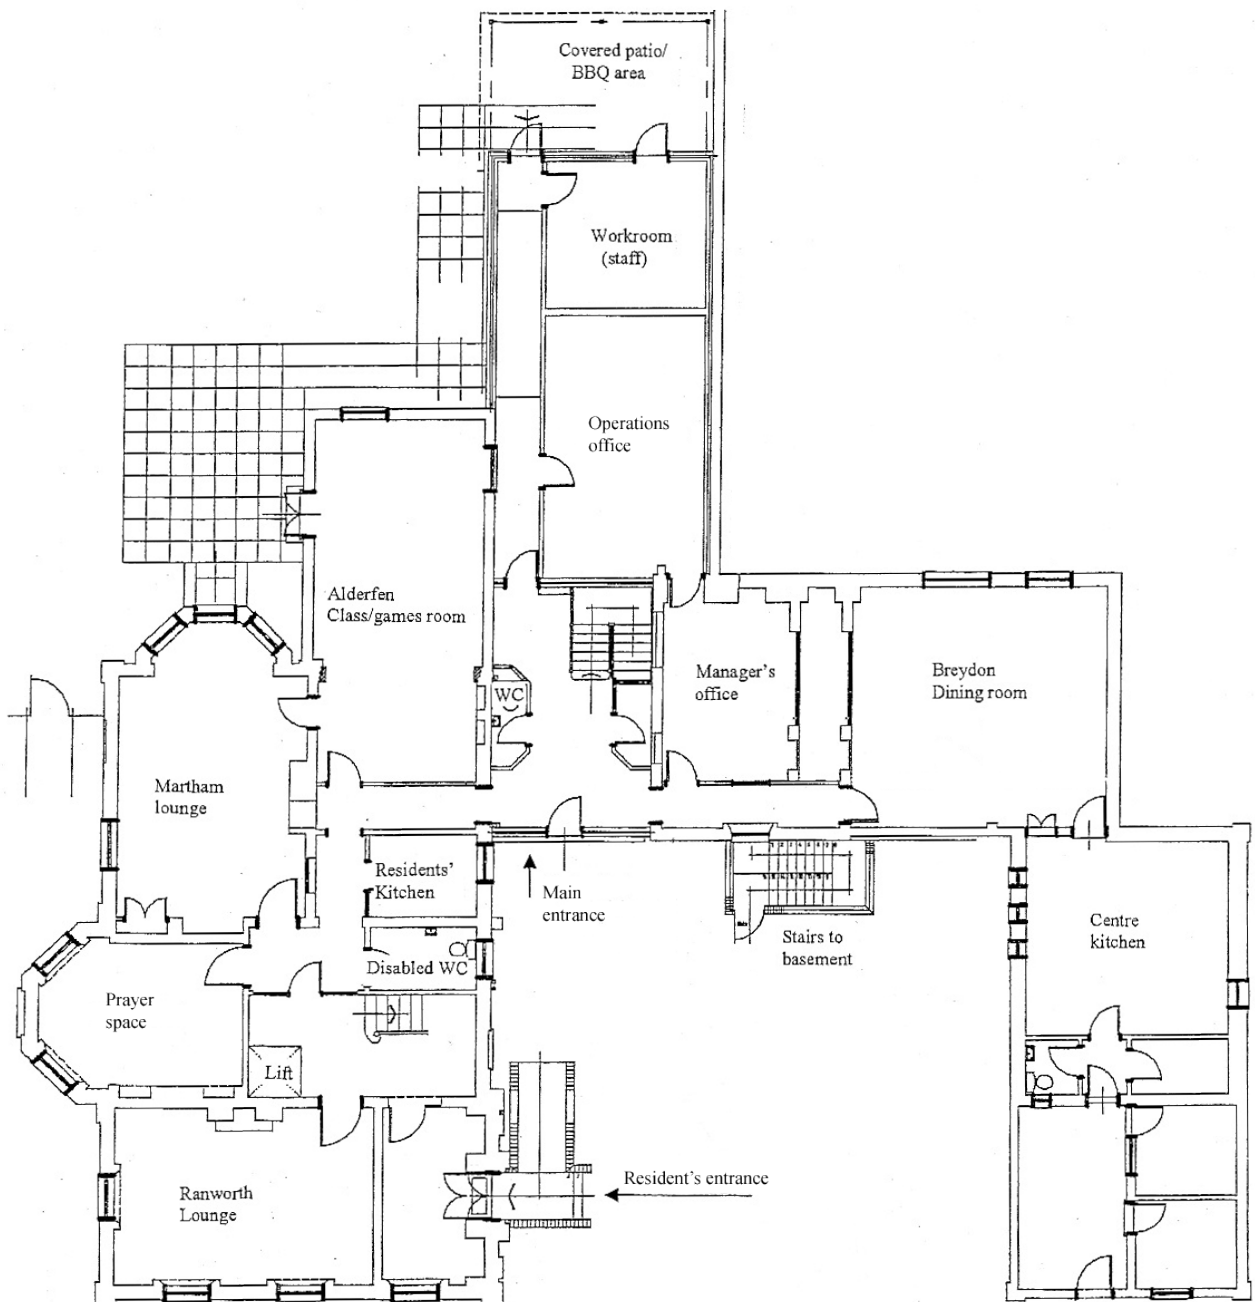 Covered patio/
BBQ area
Workroom
(staff)
Operations
office
Alderfen
Class/games room
WC
Manager's
office
Breydon
Dining room
Martham
lounge
Residents'
Kitchen
Main
entrance
Stairs to
basement
Centre
kitchen
Disabled WC
Prayer
space
Lift
Ranworth
Lounge
Resident's entrance